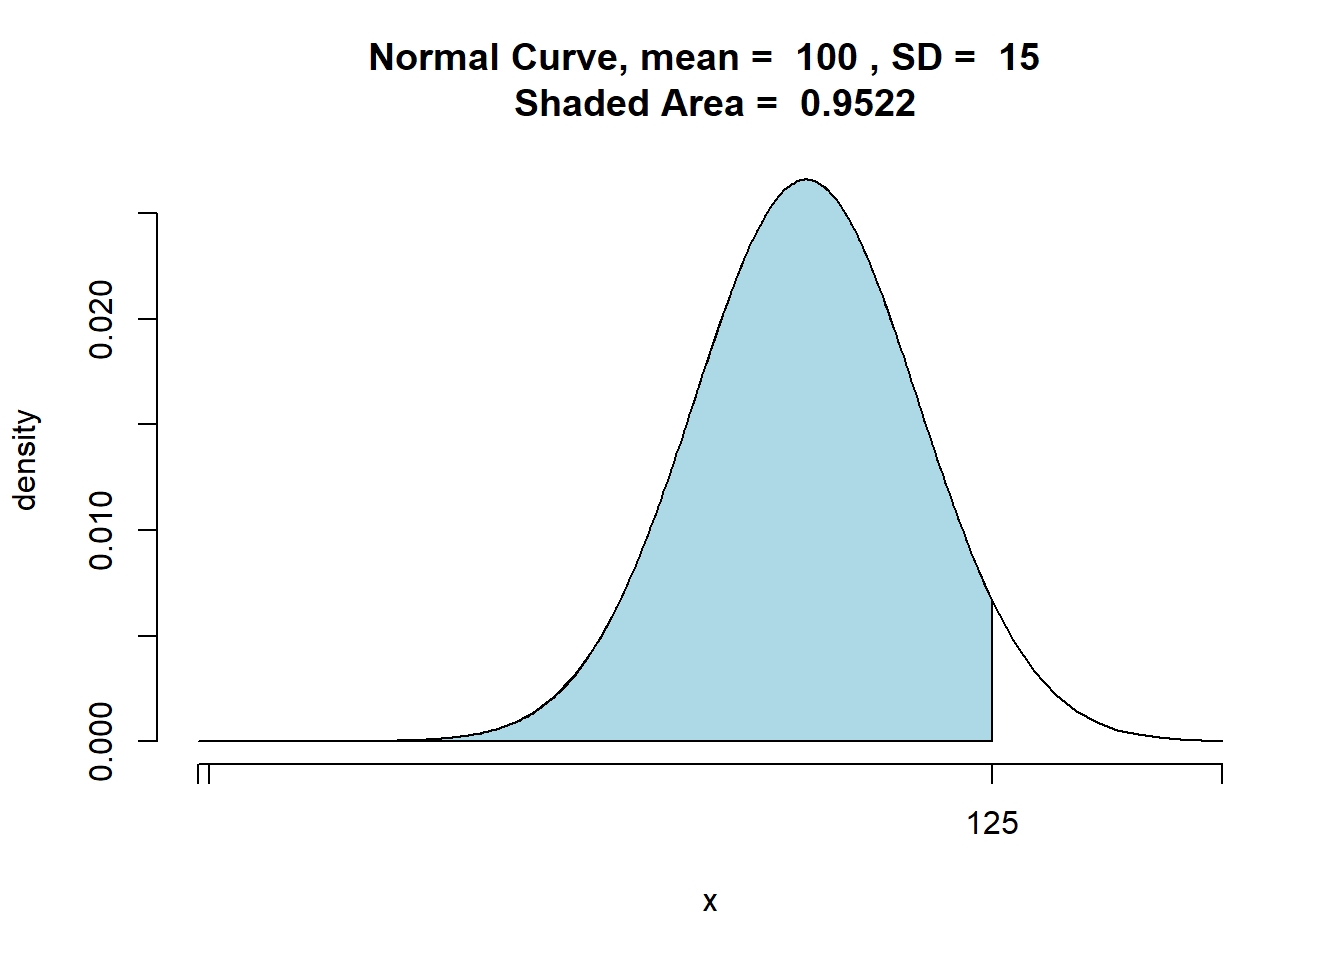 Normal Curve, mean =  100 , SD =  15
Shaded Area =  0.9522
density
0.000
0.010
0.020
125
x